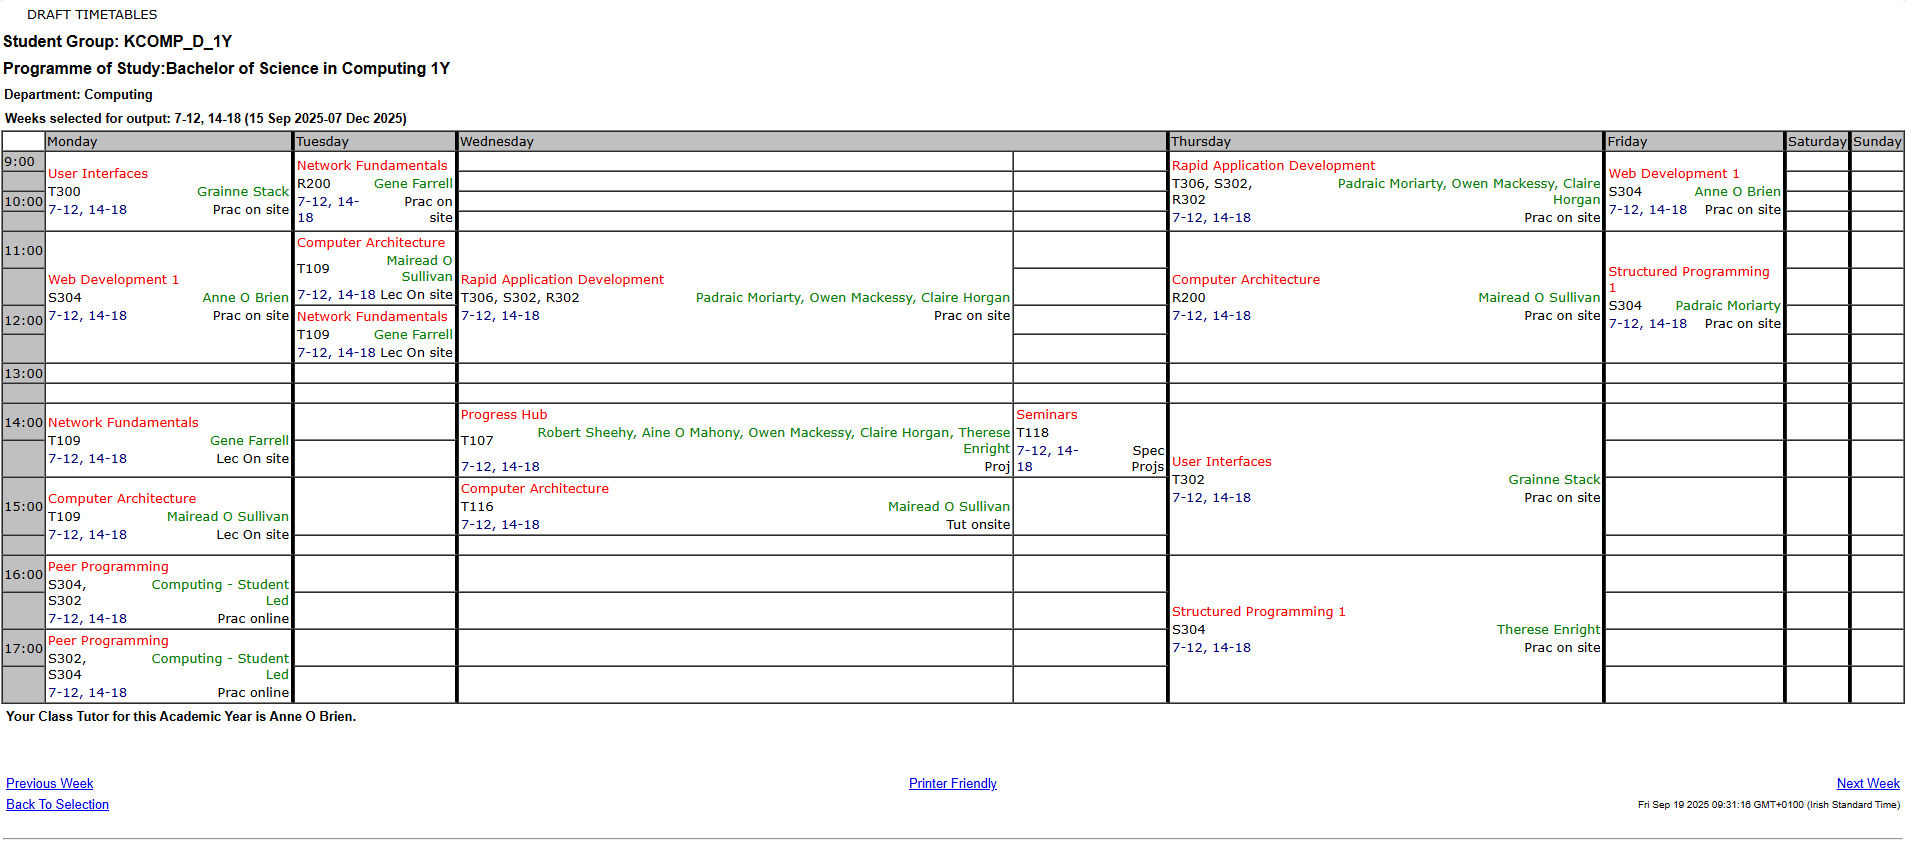 DRAFT TIMETABLES
Student Group: KCOMP_D_1Y
Programme of Study:Bachelor of Science in Computing 1Y
Department: Computing
Weeks selected for output: 7-12, 14-18 (15 Sep 2025-07 Dec 2025)
Monday Tuesday Wednesday Thursday Friday Saturday Sunday
9:00
User Interfaces
T300 Grainne Stack
7-12, 14-18 Prac on site
Network Fundamentals
R200 Gene Farrell
7-12, 14- Prac on
18 site
Rapid Application Development
T306, S302, Padraic Moriarty, Owen Mackessy, Claire
R302 Horgan
7-12, 14-18 Prac on site
Web Development 1
S304 Anne O Brien
7-12, 14-18 Prac on site
10:00
11:00
Web Development 1
S304 Anne O Brien
7-12, 14-18 Prac on site
Computer Architecture
T109 Mairead O
Sullivan
7-12, 14-18 Lec On site
Rapid Application Development
T306, S302, R302 Padraic Moriarty, Owen Mackessy, Claire Horgan
7-12, 14-18 Prac on site
Computer Architecture
R200 Mairead O Sullivan
7-12, 14-18 Prac on site
Structured Programming
1
S304 Padraic Moriarty
7-12, 14-18 Prac on site
12:00
Network Fundamentals
T109 Gene Farrell
7-12, 14-18 Lec On site
13:00
14:00
Network Fundamentals
T109 Gene Farrell
7-12, 14-18 Lec On site
Progress Hub
T107 Robert Sheehy, Aine O Mahony, Owen Mackessy, Claire Horgan, Therese
Enright
7-12, 14-18 Proj
Seminars
T118
7-12, 14- Spec
18 Projs
User Interfaces
T302 Grainne Stack
7-12, 14-18 Prac on site
15:00
Computer Architecture
T109 Mairead O Sullivan
7-12, 14-18 Lec On site
Computer Architecture
T116 Mairead O Sullivan
7-12, 14-18 Tut onsite
16:00
Peer Programming
S304, Computing - Student
S302 Led
7-12, 14-18 Prac online
Structured Programming 1
S304 Therese Enright
7-12, 14-18 Prac on site
17:00
Peer Programming
S302, Computing - Student
S304 Led
7-12, 14-18 Prac online
Your Class Tutor for this Academic Year is Anne O Brien.
Previous Week Printer Friendly Next Week
Back To Selection Fri Sep 19 2025 09:31:16 GMT+0100 (Irish Standard Time)